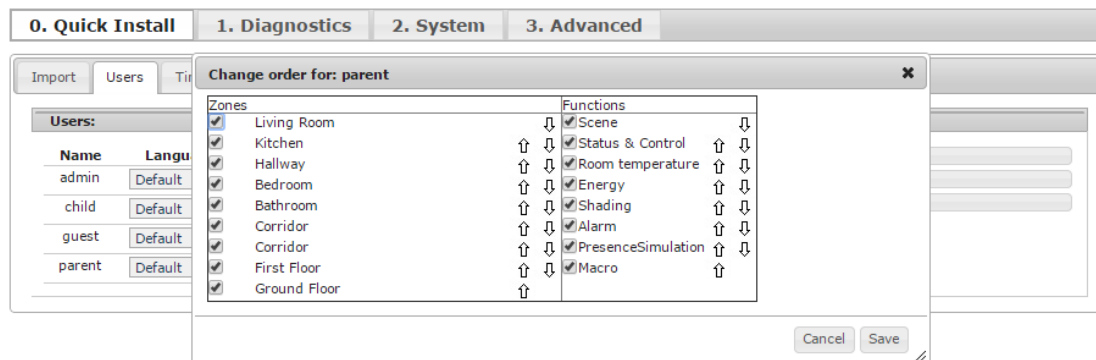 0. Quick Install 1. Diagnostics 2. System 3. Advanced
Import Users
Change order for: parent
Users:
Name
admin Default
child Default
guest Default
parent Default
Zones Functions
Living Room Scene
Kitchen Status & Control
Hallway Room temperature
Bedroom Energy
Bathroom Shading
Corridor Alarm
Corridor PresenceSimulation
First Floor Macro
Ground Floor
Cancel Save